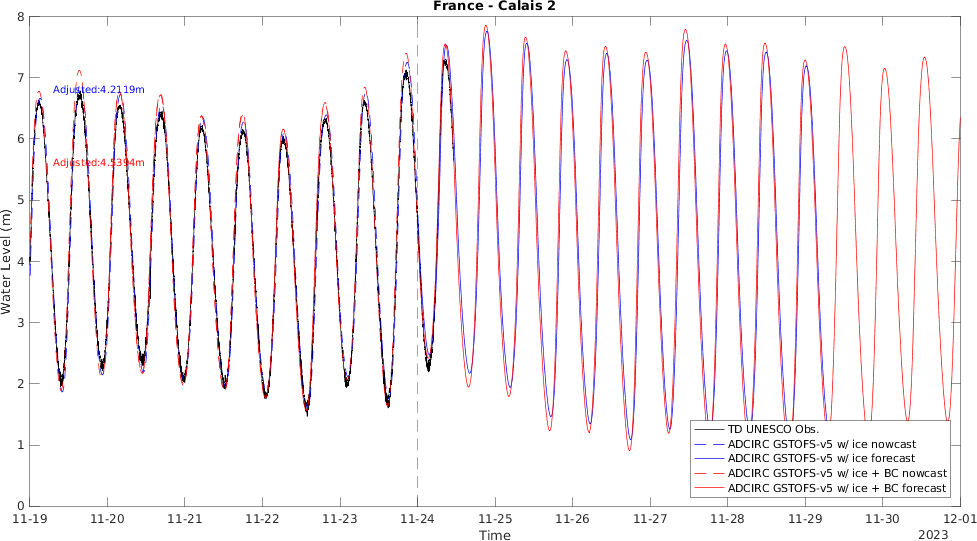 France - Calais 2
8
7
6
5
4
3
2
1
0
Water Level (m)
Adjusted:4.2119m
Adjusted:4.5394m
TD UNESCO Obs.
ADCIRC GSTOFS-v5 w/ ice nowcast
ADCIRC GSTOFS-v5 w/ ice forecast
ADCIRC GSTOFS-v5 w/ ice + BC nowcast
ADCIRC GSTOFS-v5 w/ ice + BC forecast
11-19 11-20 11-21 11-22 11-23 11-24 11-25 11-26 11-27 11-28 11-29 11-30 12-01
Time
2023